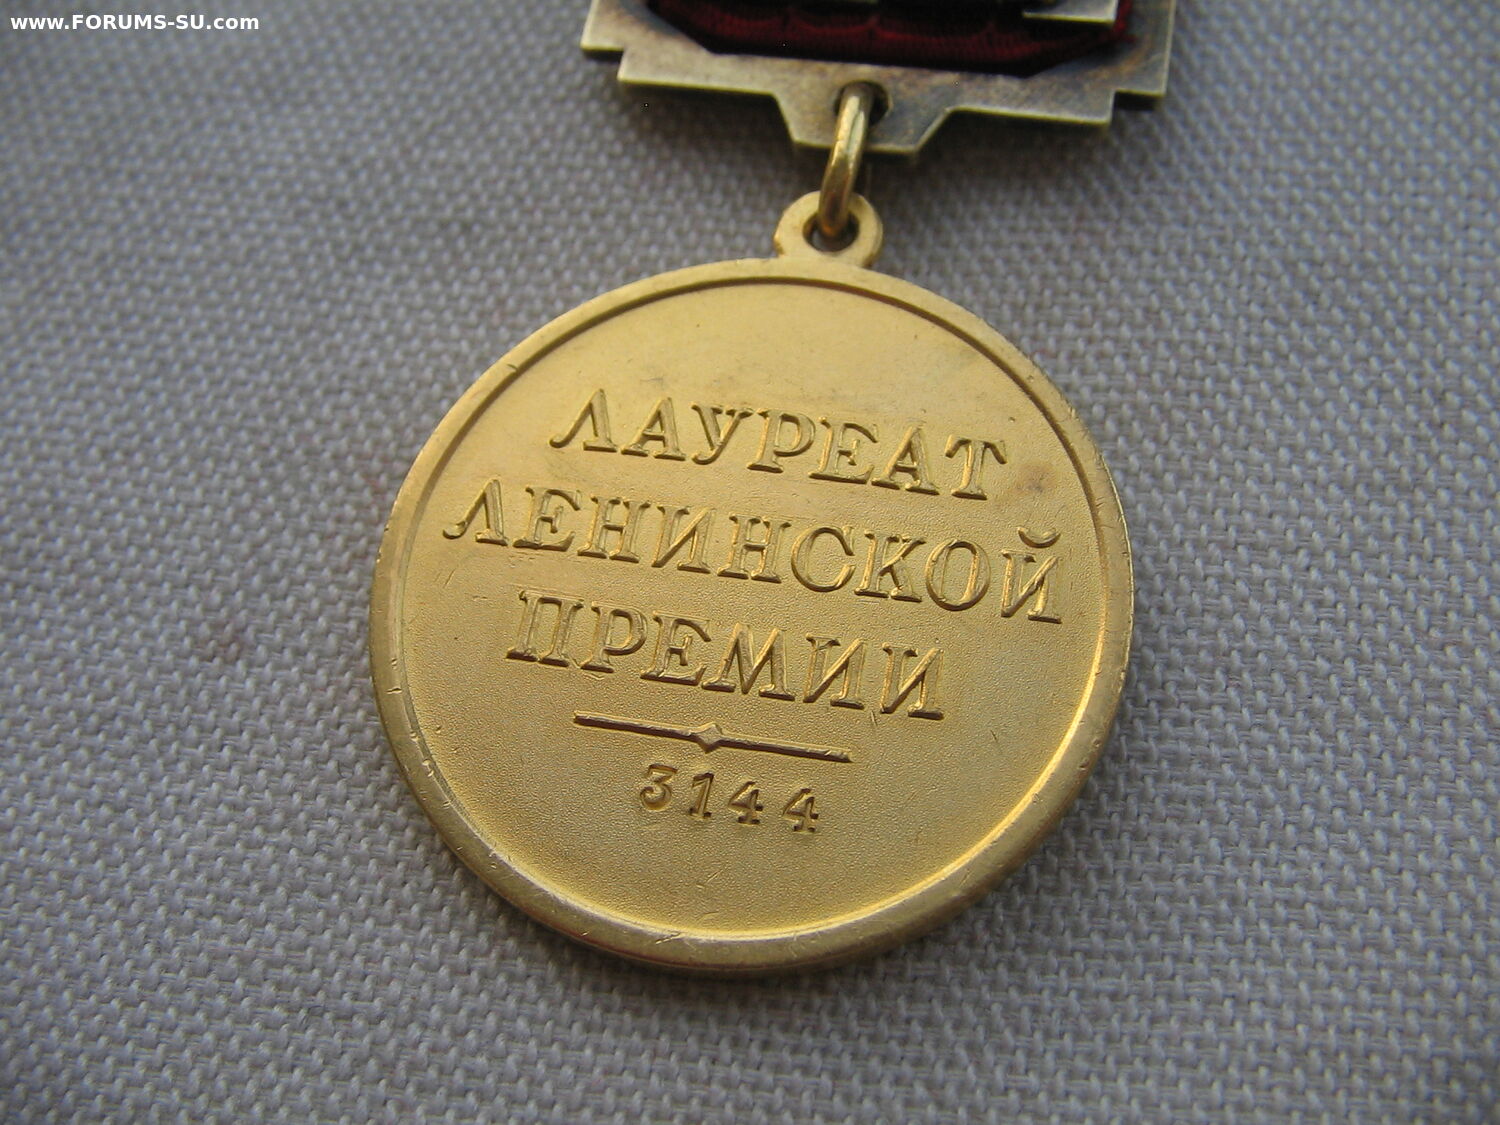 www.FORUMS-SU.com
ЛАУРЕАТ
ЛЕНИНСКОЙ
ПРЕМИИ
3144